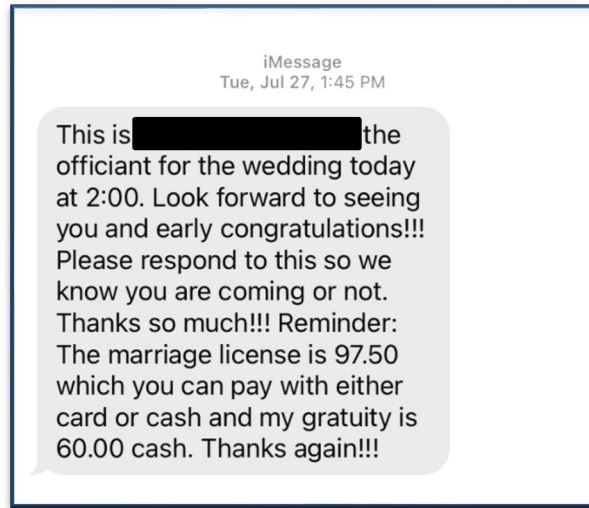 iMessage
Tue, Jul 27, 1:45 PM
This is the
officiant for the wedding today
at 2:00. Look forward to seeing
you and early congratulations!!!
Please respond to this so we
know you are coming or not.
Thanks so much!!! Reminder:
The marriage license is 97.50
which you can pay with either
card or cash and my gratuity is
60.00 cash. Thanks again!!!